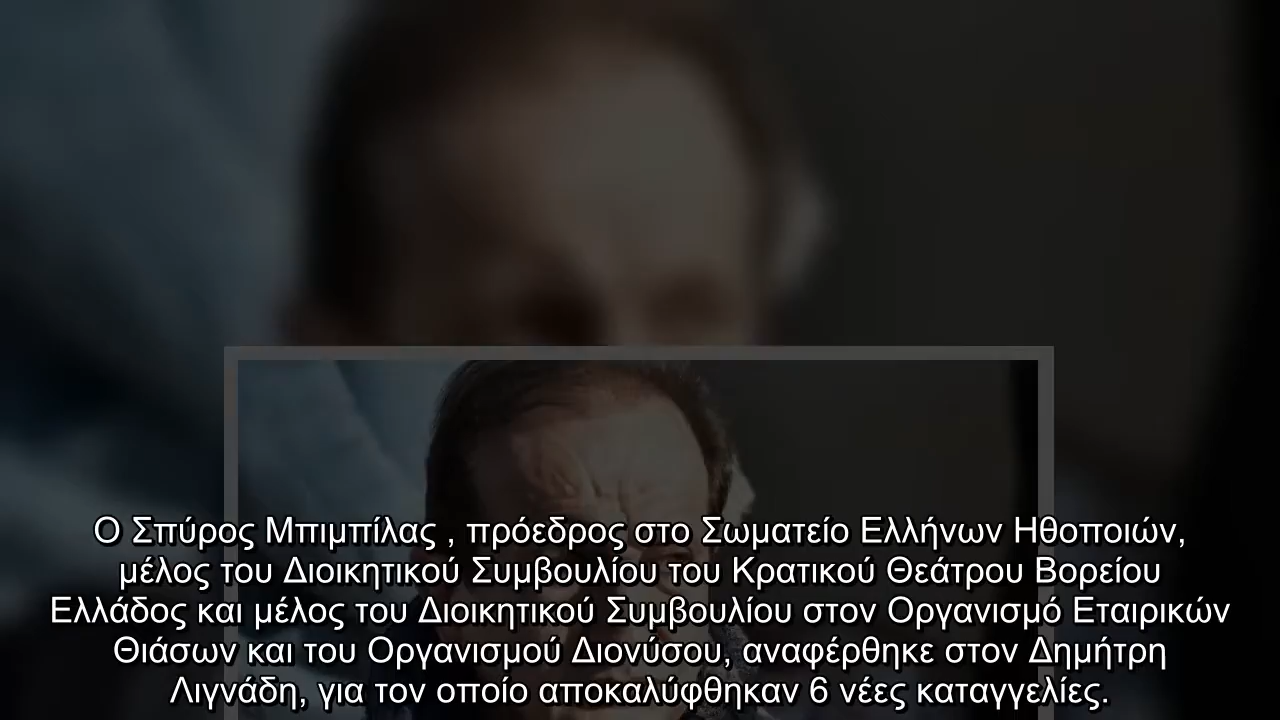 Ο Σπύρος Μπιμπίλας , πρόεδρος στο Σωματείο Ελλήνων Ηθοποιών,
μέλος του Διοικητικού Συμβουλίου του Κρατικού Θεάτρου Βορείου
Ελλάδος και μέλος του Διοικητικού Συμβουλίου στον Οργανισμό Εταιρικών
Θιάσων και του Οργανισμού Διονύσου, αναφέρθηκε στον Δημήτρη
Λιγνάδη, για τον οποίο αποκαλύφθηκαν 6 νέες καταγγελίες.